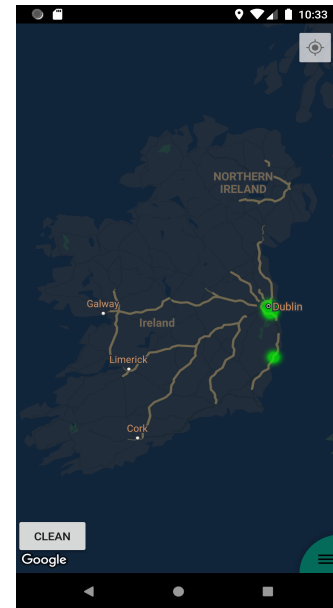 10:33
NORTHERN
IRELAND
Galway
Dublin
Ireland
Limerick
Cork
CLEAN
Google